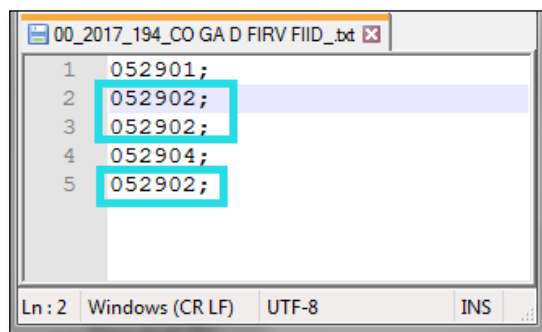 00_2017_194_CO GA D FIRV FIID_.txt
1 052901;
2 052902;
3 052902;
4 052904;
5 052902;
Ln : 2 Windows (CR LF) UTF-8 INS